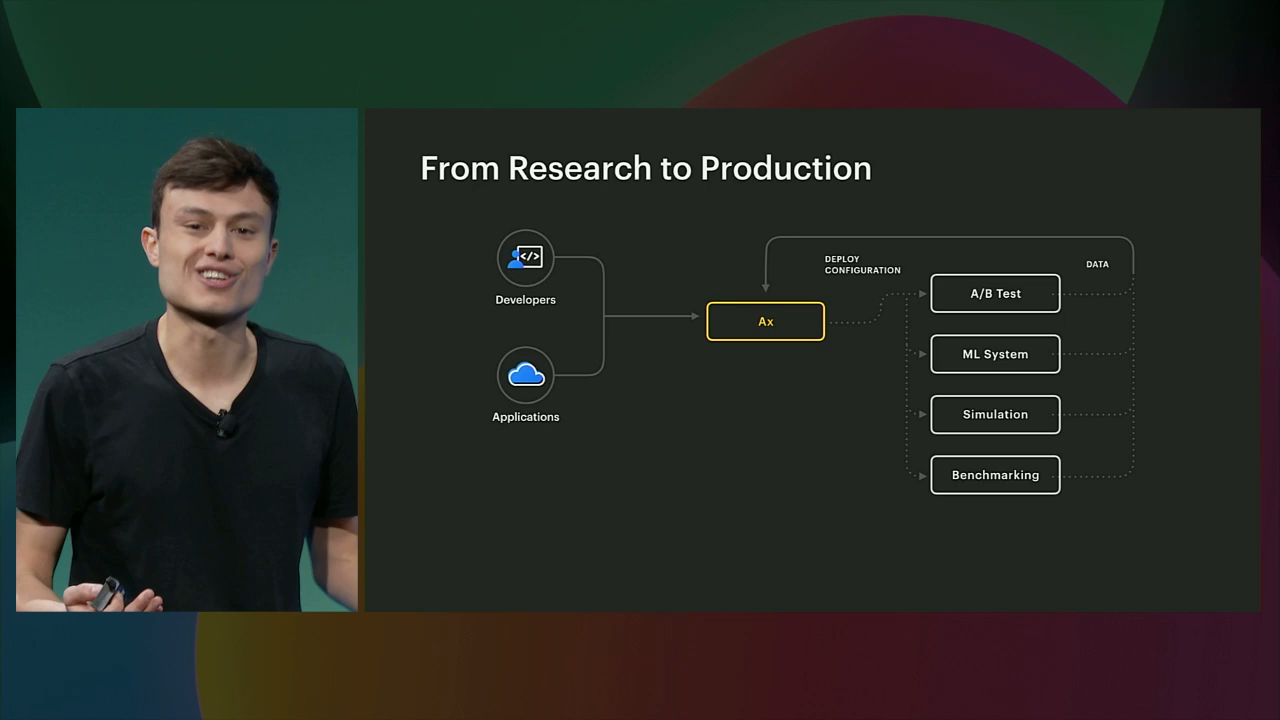 From Research to Production
</>
Developers
Applications
Ax
DEPLOY
CONFIGURATION
DATA
A/B Test
ML System
Simulation
Benchmarking